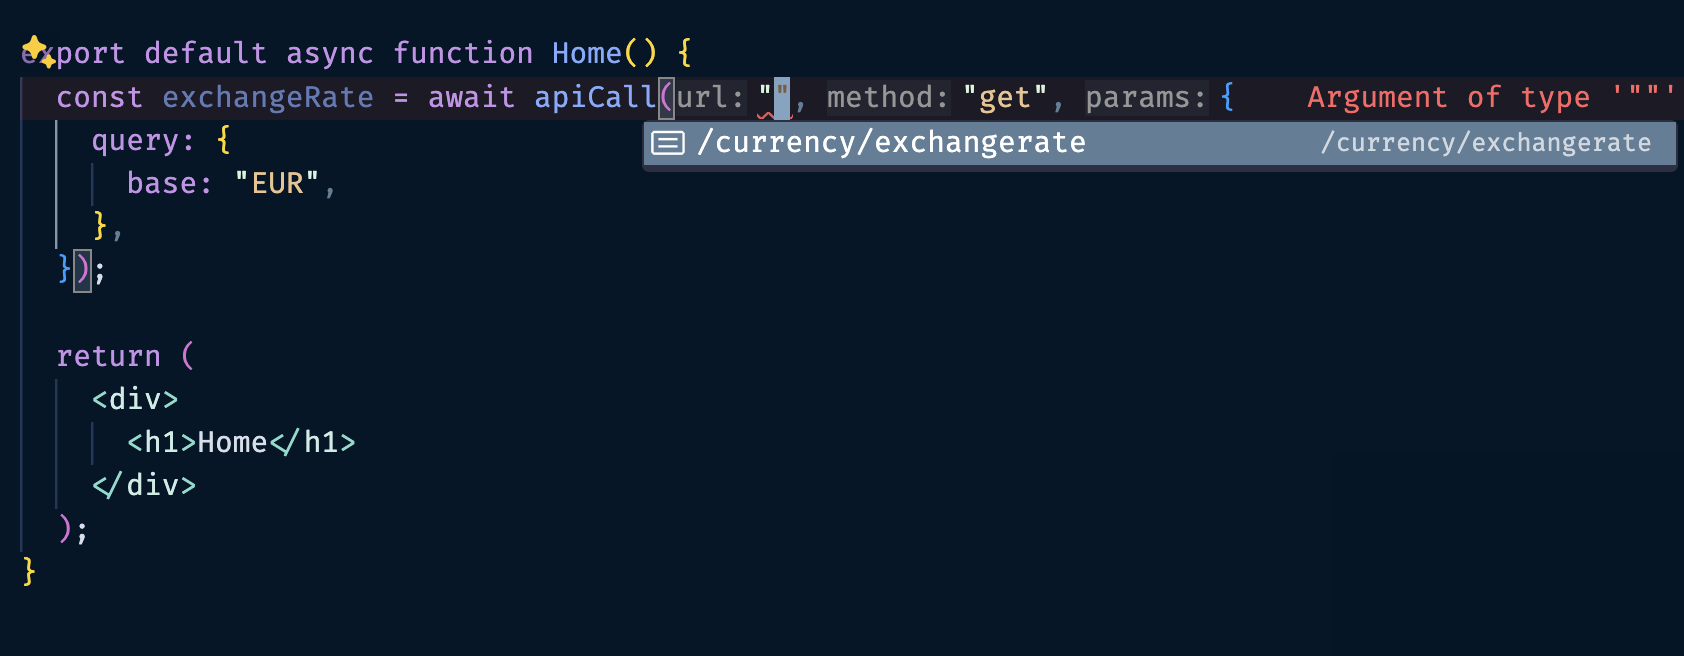 export default async function Home() {
const exchangeRate = await apiCall(url: "", method: "get", params: { Argument of type '""'
/currency/exchangerate /currency/exchangerate
query: {
base: "EUR",
},
});
return (
<div>
<h1>Home</h1>
</div>
);
}